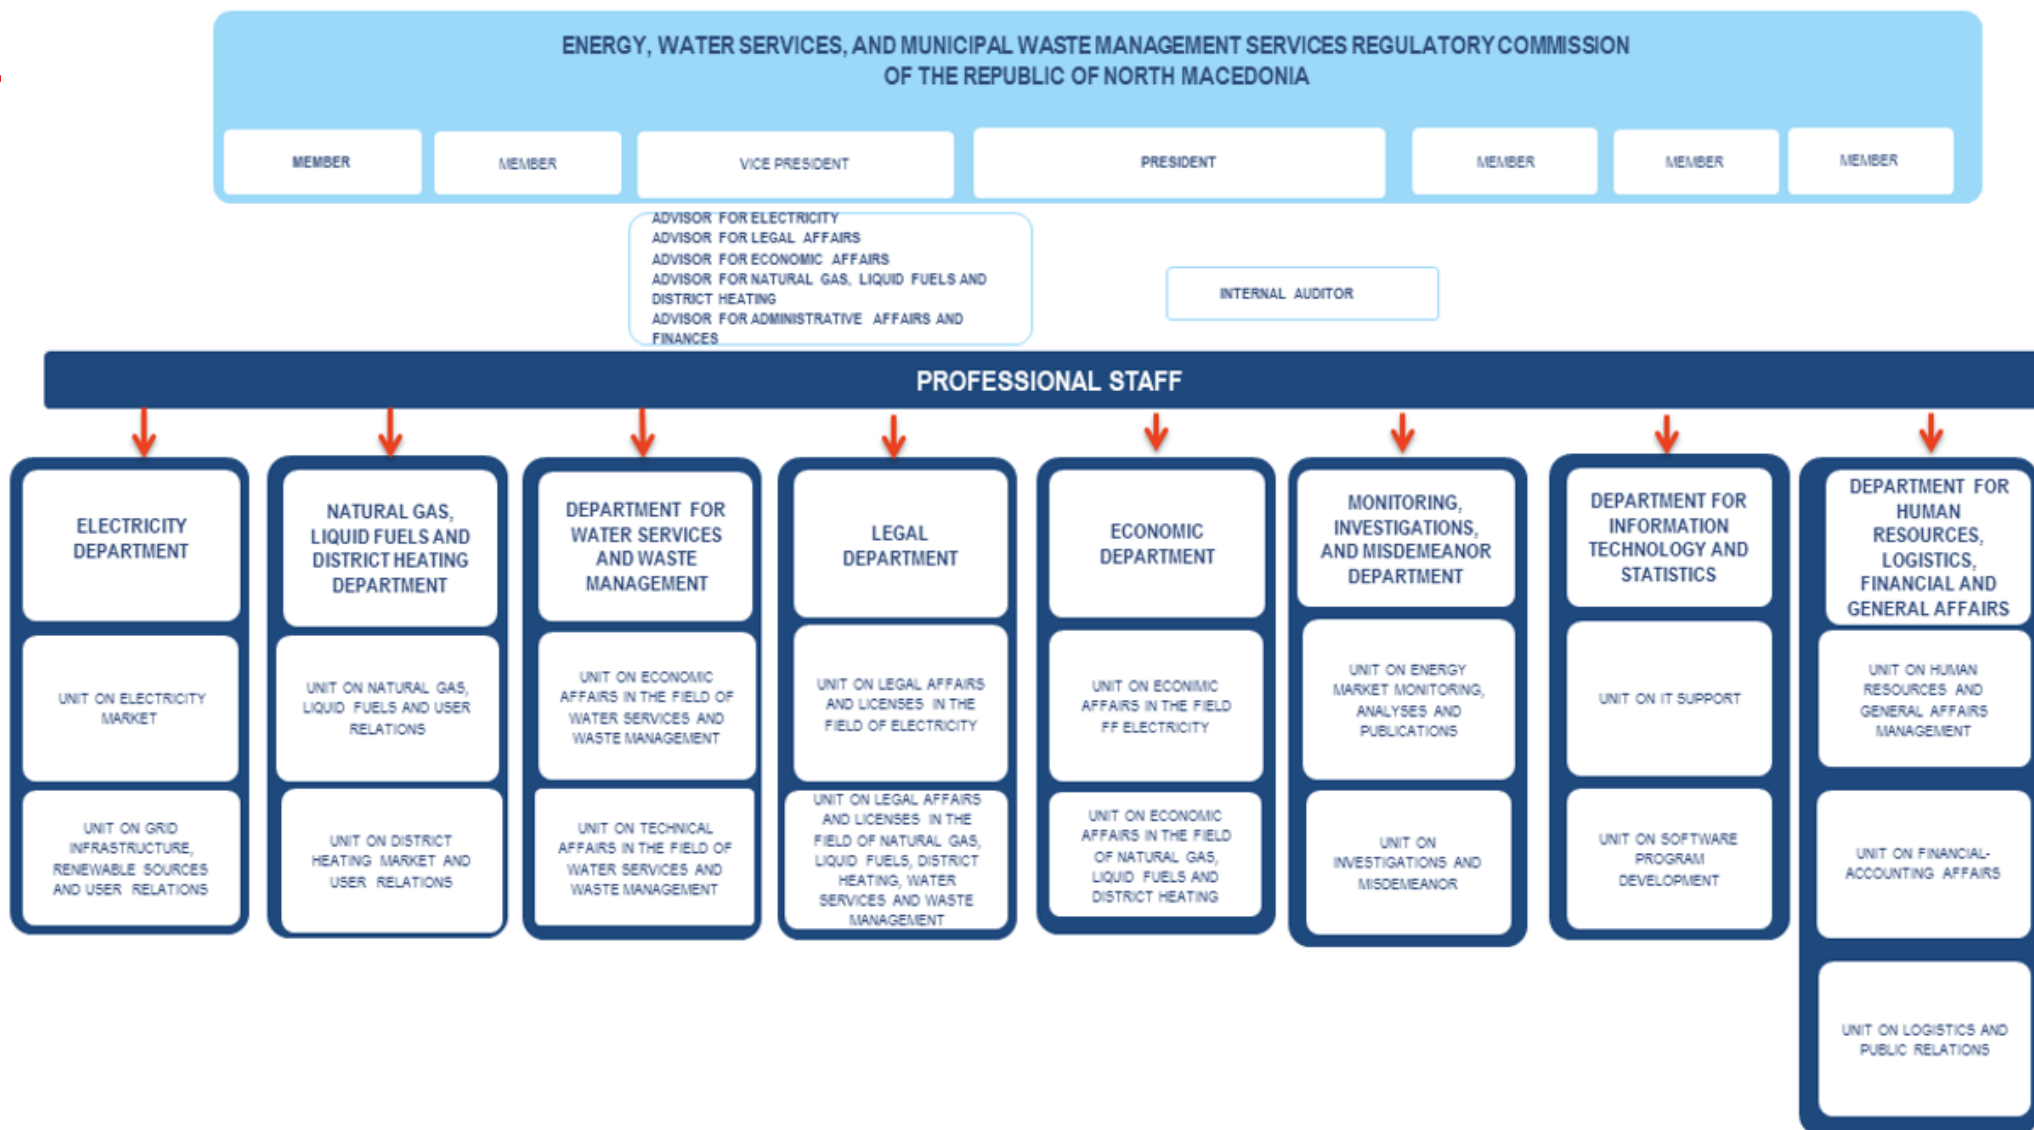 ENERGY, WATER SERVICES, AND MUNICIPAL WASTE MANAGEMENT SERVICES REGULATORY COMMISSION
OF THE REPUBLIC OF NORTH MACEDONIA
MEMBER
MEMBER
VICE PRESIDENT
PRESIDENT
MEMBER
MEMBER
MEMBER
ADVISOR FOR ELECTRICITY
ADVISOR FOR LEGAL AFFAIRS
ADVISOR FOR ECONOMIC AFFAIRS
ADVISOR FOR NATURAL GAS, LIQUID FUELS AND
DISTRICT HEATING
ADVISOR FOR ADMINISTRATIVE AFFAIRS AND
FINANCES
INTERNAL AUDITOR
PROFESSIONAL STAFF
ELECTRICITY
DEPARTMENT
UNIT ON ELECTRICITY
MARKET
UNIT ON GRID
INFRASTRUCTURE,
RENEWABLE SOURCES
AND USER RELATIONS
NATURAL GAS,
LIQUID FUELS AND
DISTRICT HEATING
DEPARTMENT
UNIT ON NATURAL GAS,
LIQUID FUELS AND USER
RELATIONS
UNIT ON DISTRICT
HEATING MARKET AND
USER RELATIONS
DEPARTMENT FOR
WATER SERVICES
AND WASTE
MANAGEMENT
UNIT ON ECONOMIC
AFFAIRS IN THE FIELD OF
WATER SERVICES AND
WASTE MANAGEMENT
UNIT ON TECHNICAL
AFFAIRS IN THE FIELD OF
WATER SERVICES AND
WASTE MANAGEMENT
LEGAL
DEPARTMENT
UNIT ON LEGAL AFFAIRS
AND LICENSES IN THE
FIELD OF ELECTRICITY
UNIT ON LEGAL AFFAIRS
AND LICENSES IN THE
FIELD OF NATURAL GAS,
LIQUID FUELS, DISTRICT
HEATING, WATER
SERVICES AND WASTE
MANAGEMENT
ECONOMIC
DEPARTMENT
UNIT ON ECONIMIC
AFFAIRS IN THE FIELD
FF ELECTRICITY
UNIT ON ECONOMIC
AFFAIRS IN THE FIELD
OF NATURAL GAS,
LIQUID FUELS AND
DISTRICT HEATING
MONITORING,
INVESTIGATIONS,
AND MISDEMEANOR
DEPARTMENT
UNIT ON ENERGY
MARKET MONITORING,
ANALYSES AND
PUBLICATIONS
UNIT ON
INVESTIGATIONS AND
MISDEMEANOR
DEPARTMENT FOR
INFORMATION
TECHNOLOGY AND
STATISTICS
UNIT ON IT SUPPORT
UNIT ON SOFTWARE
PROGRAM
DEVELOPMENT
DEPARTMENT FOR
HUMAN
RESOURCES,
LOGISTICS,
FINANCIAL AND
GENERAL AFFAIRS
UNIT ON HUMAN
RESOURCES AND
GENERAL AFFAIRS
MANAGEMENT
UNIT ON FINANCIAL-
ACCOUNTING AFFAIRS
UNIT ON LOGISTICS AND
PUBLIC RELATIONS